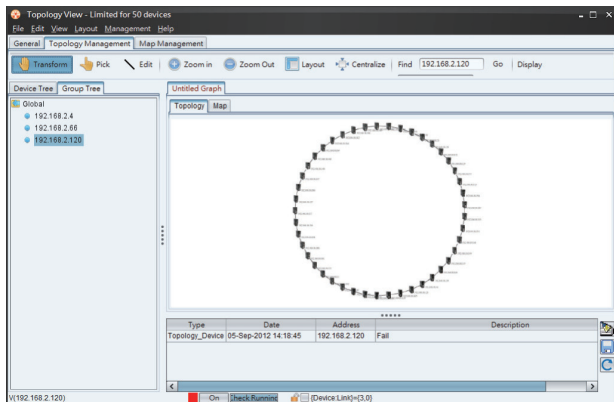 Topology View - Limited for 50 devices
File Edit View Layout Management Help
General Topology Management Map Management
Transform Pick Edit Zoom in Zoom Out Layout Centralize Find 192.168.2.120 Go Display
Device Tree Group Tree Untitled Graph
Global
Topology Map
192.168.2.4
192.168.2.66
192.168.2.120
Type Date Address Description
Topology_Device 05-Sep-2012 14:18:45 192.168.2.120 Fail
V(192.168.2.120) On Check Running {Device:Link}={3,0}